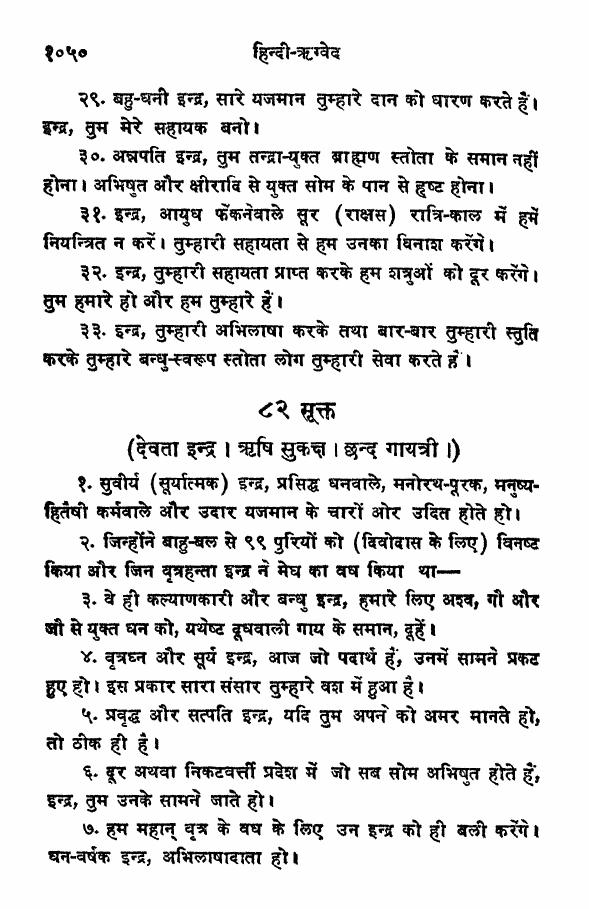 १०५० हिन्दी-ऋग्वेद
२९. बहु-धनी इन्द्र, सारे यजमान तुम्हारे दान को धारण करते हैं।
इन्द्र, तुम मेरे सहायक बनो।
३०. अन्नपति इन्द्र, तुम तन्द्रा-युक्त ब्राह्मण स्तोता के समान नहीं
होना। अभिषुत और क्षीरादि से युक्त सोम के पान से हृष्ट होना।
३१. इन्द्र, आयुध फेंकनेवाले सूर (राक्षस) रात्रि-काल में हमें
नियन्त्रित न करें। तुम्हारी सहायता से हम उनका विनाश करेंगे।
३२. इन्द्र, तुम्हारी सहायता प्राप्त करके हम शत्रुओं को दूर करेंगे।
तुम हमारे हो और हम तुम्हारे हैं।
३३. इन्द्र, तुम्हारी अभिलाषा करके तथा बार-बार तुम्हारी स्तुति
करके तुम्हारे बन्धु-स्वरूप स्तोता लोग तुम्हारी सेवा करते हैं।
८२ सूक्त
(देवता इन्द्र। ऋषि सुकक्ष। छन्द गायत्री।)
१. सुवीर्य (सूर्यात्मक) इन्द्र, प्रसिद्ध धनवाले, मनोरथ-पूरक, मनुष्य-
हितैषी कर्मवाले और उदार यजमान के चारों ओर उदित होते हो।
२. जिन्होंने बाहु-बल से ९९ पुरियों को (दिवोदास के लिए) विनष्ट
किया और जिन वृत्रहन्ता इन्द्र ने मेघ का वध किया था—
३. वे ही कल्याणकारी और बन्धु इन्द्र, हमारे लिए अश्व, गौ और
जौ से युक्त धन को, यथेष्ट दूधवाली गाय के समान, दूहें।
४. वृत्रघ्न और सूर्य इन्द्र, आज जो पदार्थ हैं, उनमें सामने प्रकट
हुए हो। इस प्रकार सारा संसार तुम्हारे वश में हुआ है।
५. प्रवृद्ध और सत्पति इन्द्र, यदि तुम अपने को अमर मानते हो,
तो ठीक ही है।
६. दूर अथवा निकटवर्त्ती प्रदेश में जो सब सोम अभिषुत होते हैं,
इन्द्र, तुम उनके सामने जाते हो।
७. हम महान् वृत्र के वध के लिए उन इन्द्र को ही बली करेंगे।
धन-वर्षक इन्द्र, अभिलाषादाता हो।